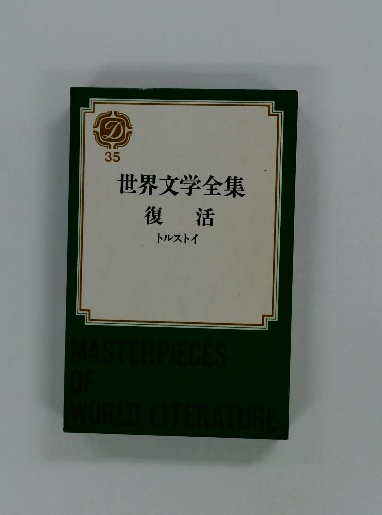 D
35
世界文学全集
復 活
トルストイ
MASTERPIECES
OF
WORLD LITERATURE